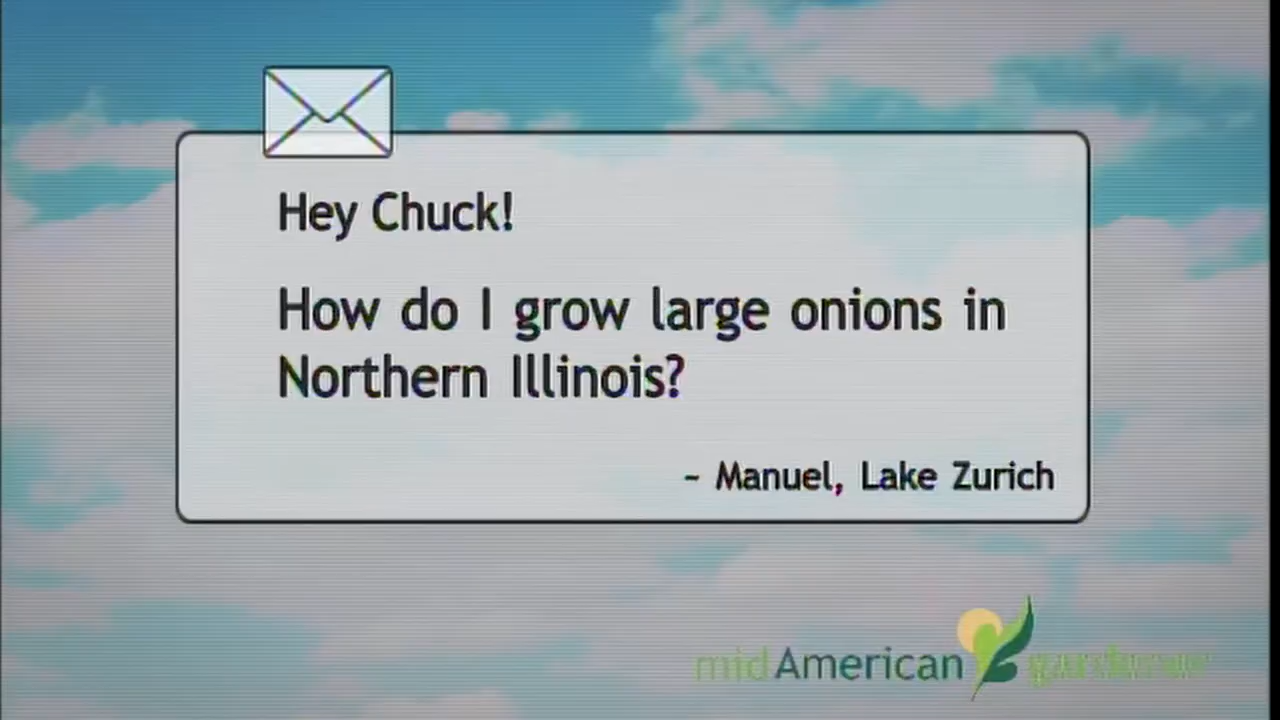 Hey Chuck!
How do I grow large onions in
Northern Illinois?
~ Manuel, Lake Zurich
mid American gardener